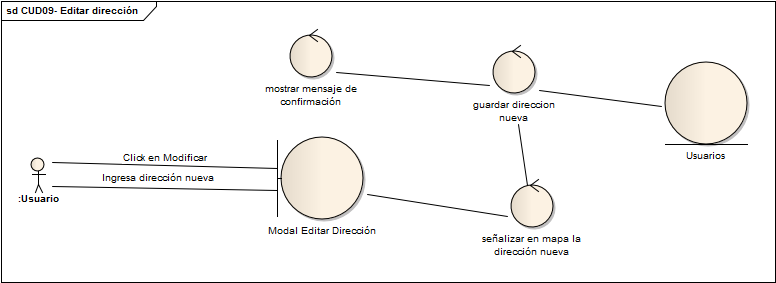 sd CUD09- Editar dirección
mostrar mensaje de
confirmación
guardar direccion
nueva
Usuarios
Click en Modificar
Ingresa dirección nueva
:Usuario
Modal Editar Dirección
señalizar en mapa la
dirección nueva